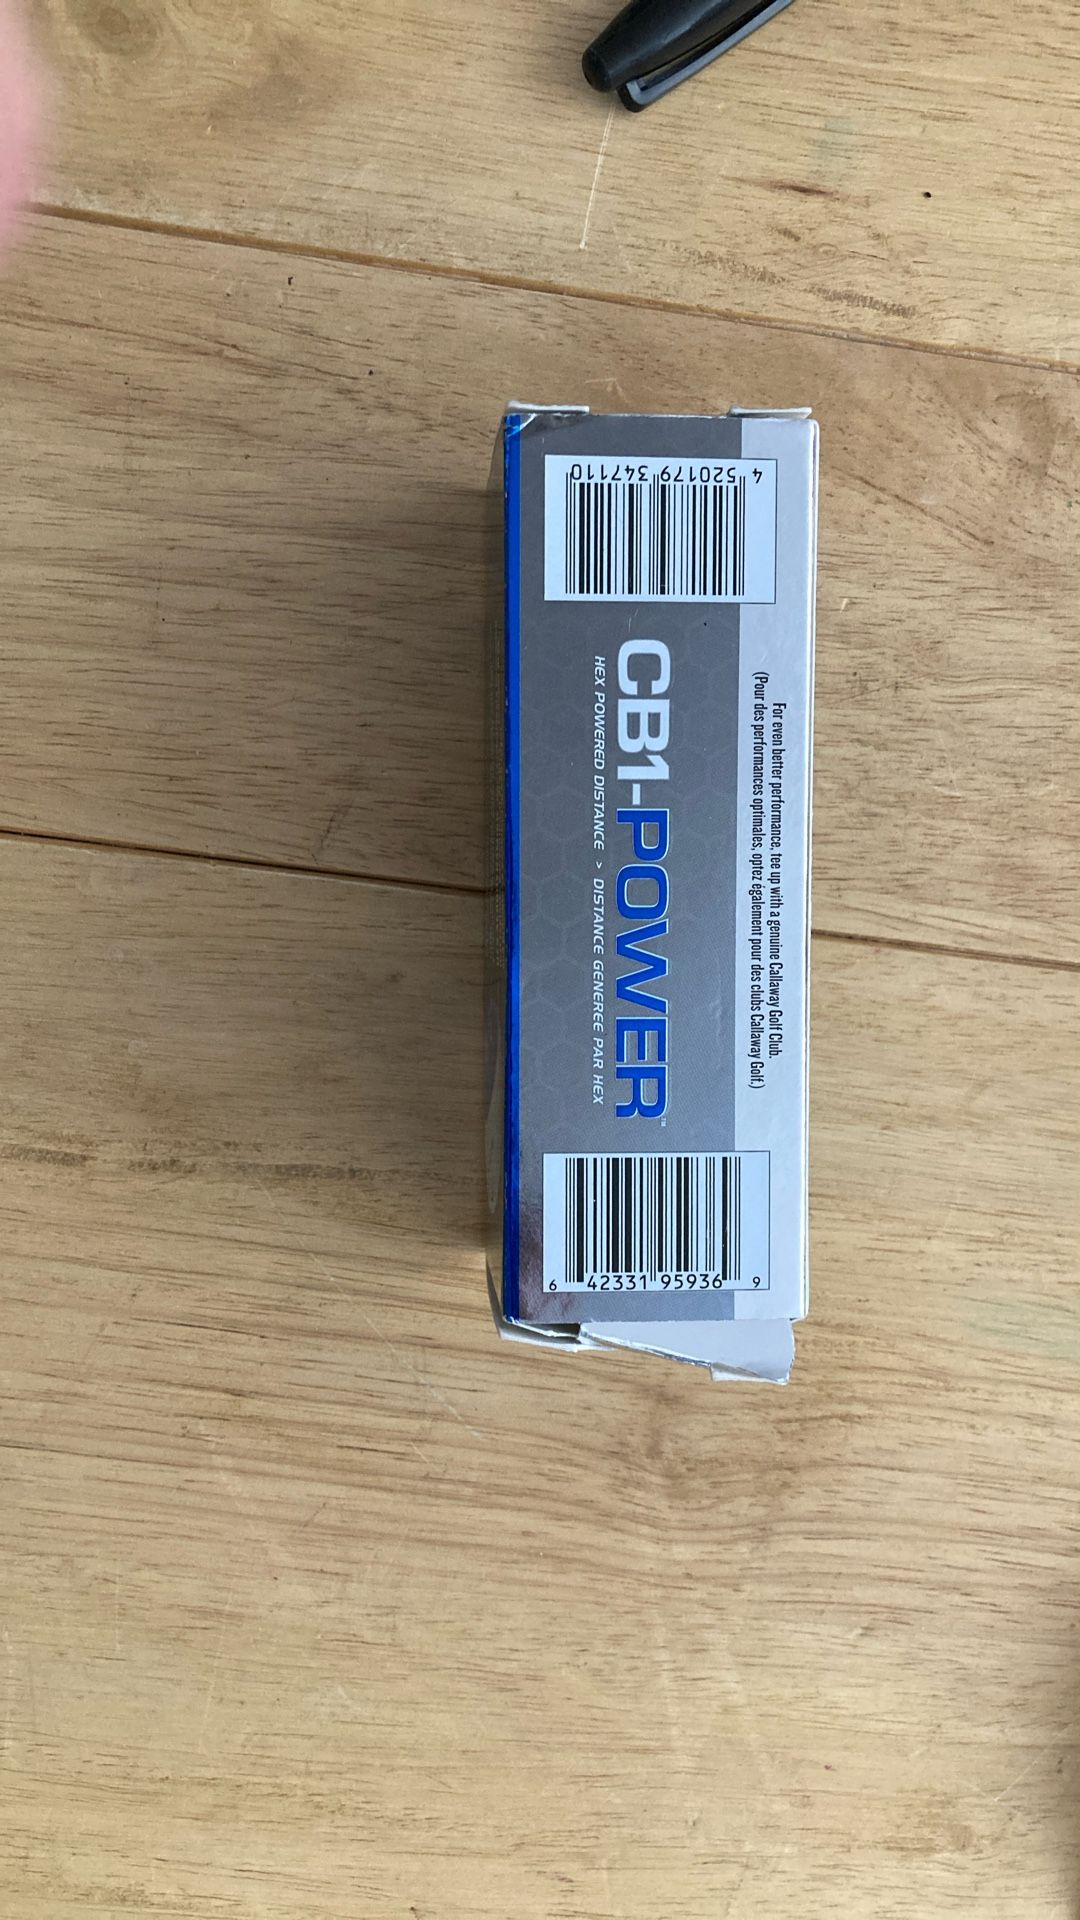 For even better performance, tee up with a genuine Callaway Golf Club.
(Pour des performances optimales, optez également pour des clubs Callaway Golf.)
4 520179 347110
CB1-POWER™
HEX POWERED DISTANCE > DISTANCE GENEREE PAR HEX
6 42331 95936 9